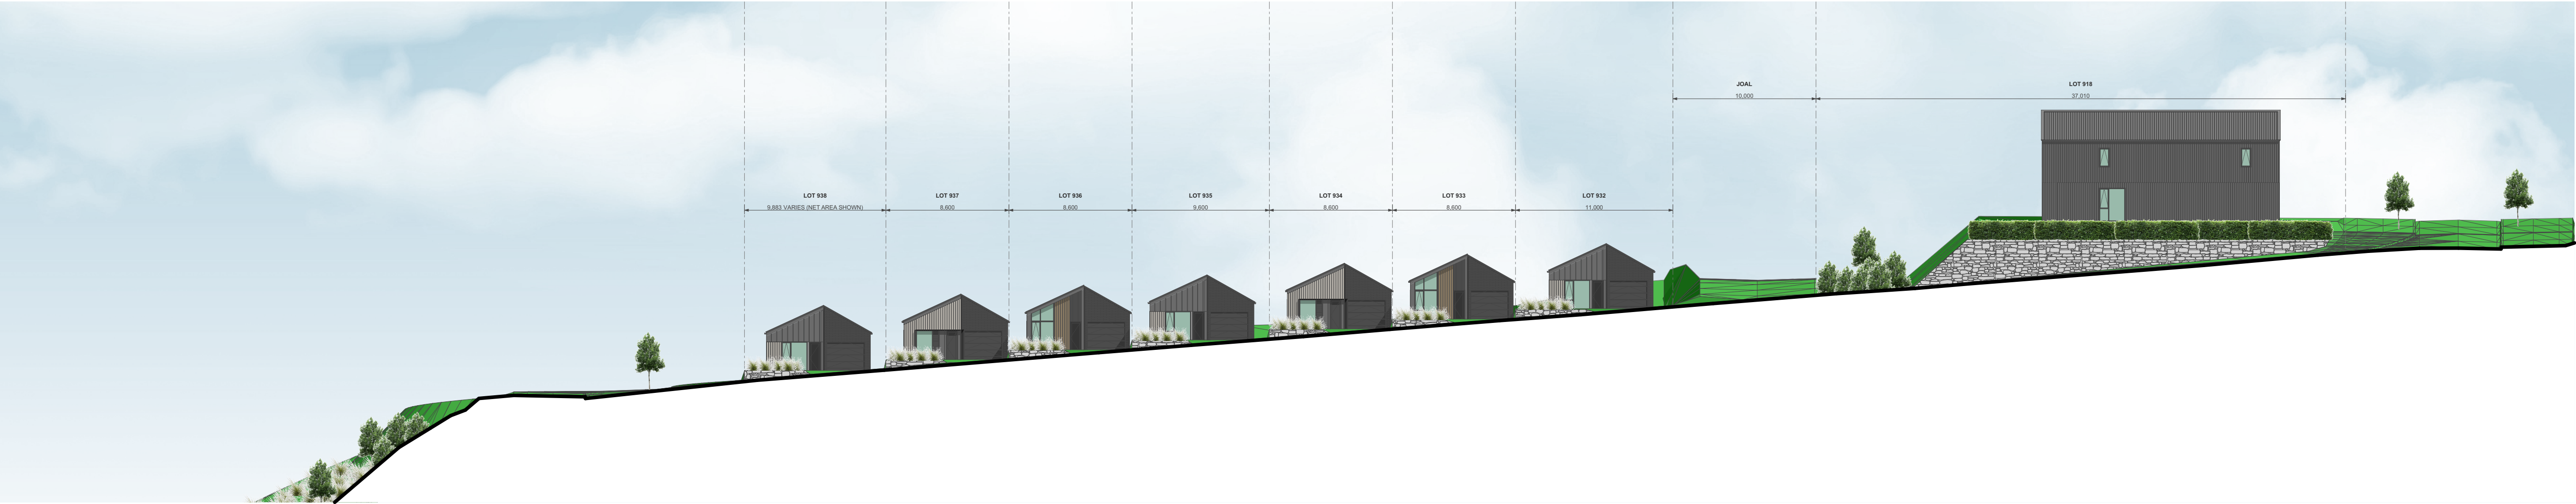 JOAL
10,000
LOT 918
37,010
LOT 938
9,883 VARIES (NET AREA SHOWN)
LOT 937
8,600
LOT 936
8,600
LOT 935
9,600
LOT 934
8,600
LOT 933
8,600
LOT 932
11,000